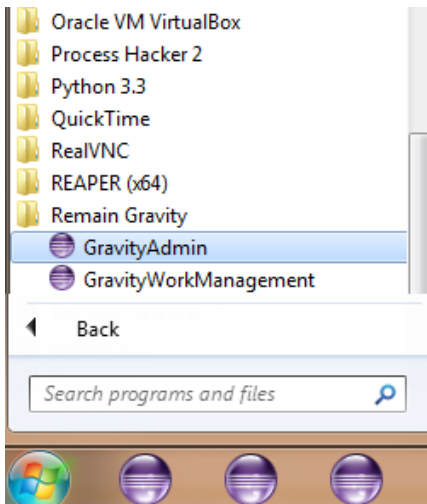 Oracle VM VirtualBox
Process Hacker 2
Python 3.3
QuickTime
RealVNC
REAPER (x64)
Remain Gravity
GravityAdmin
GravityWorkManagement
Back
Search programs and files